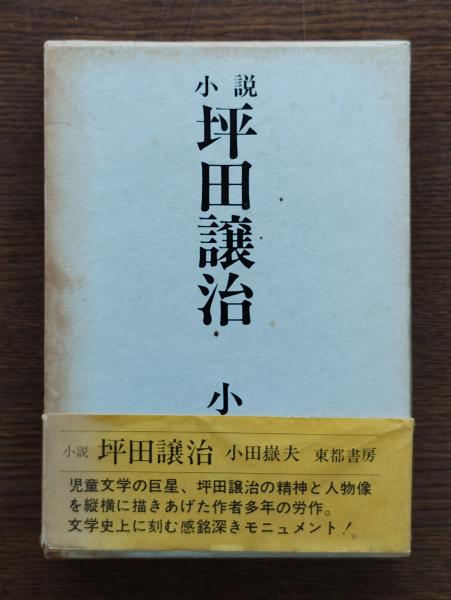 小説
坪田譲治
小
小説 坪田譲治 小田嶽夫 東都書房
児童文学の巨星、坪田譲治の精神と人物像
を縦横に描きあげた作者多年の労作。
文学史上に刻む感銘深きモニュメント！